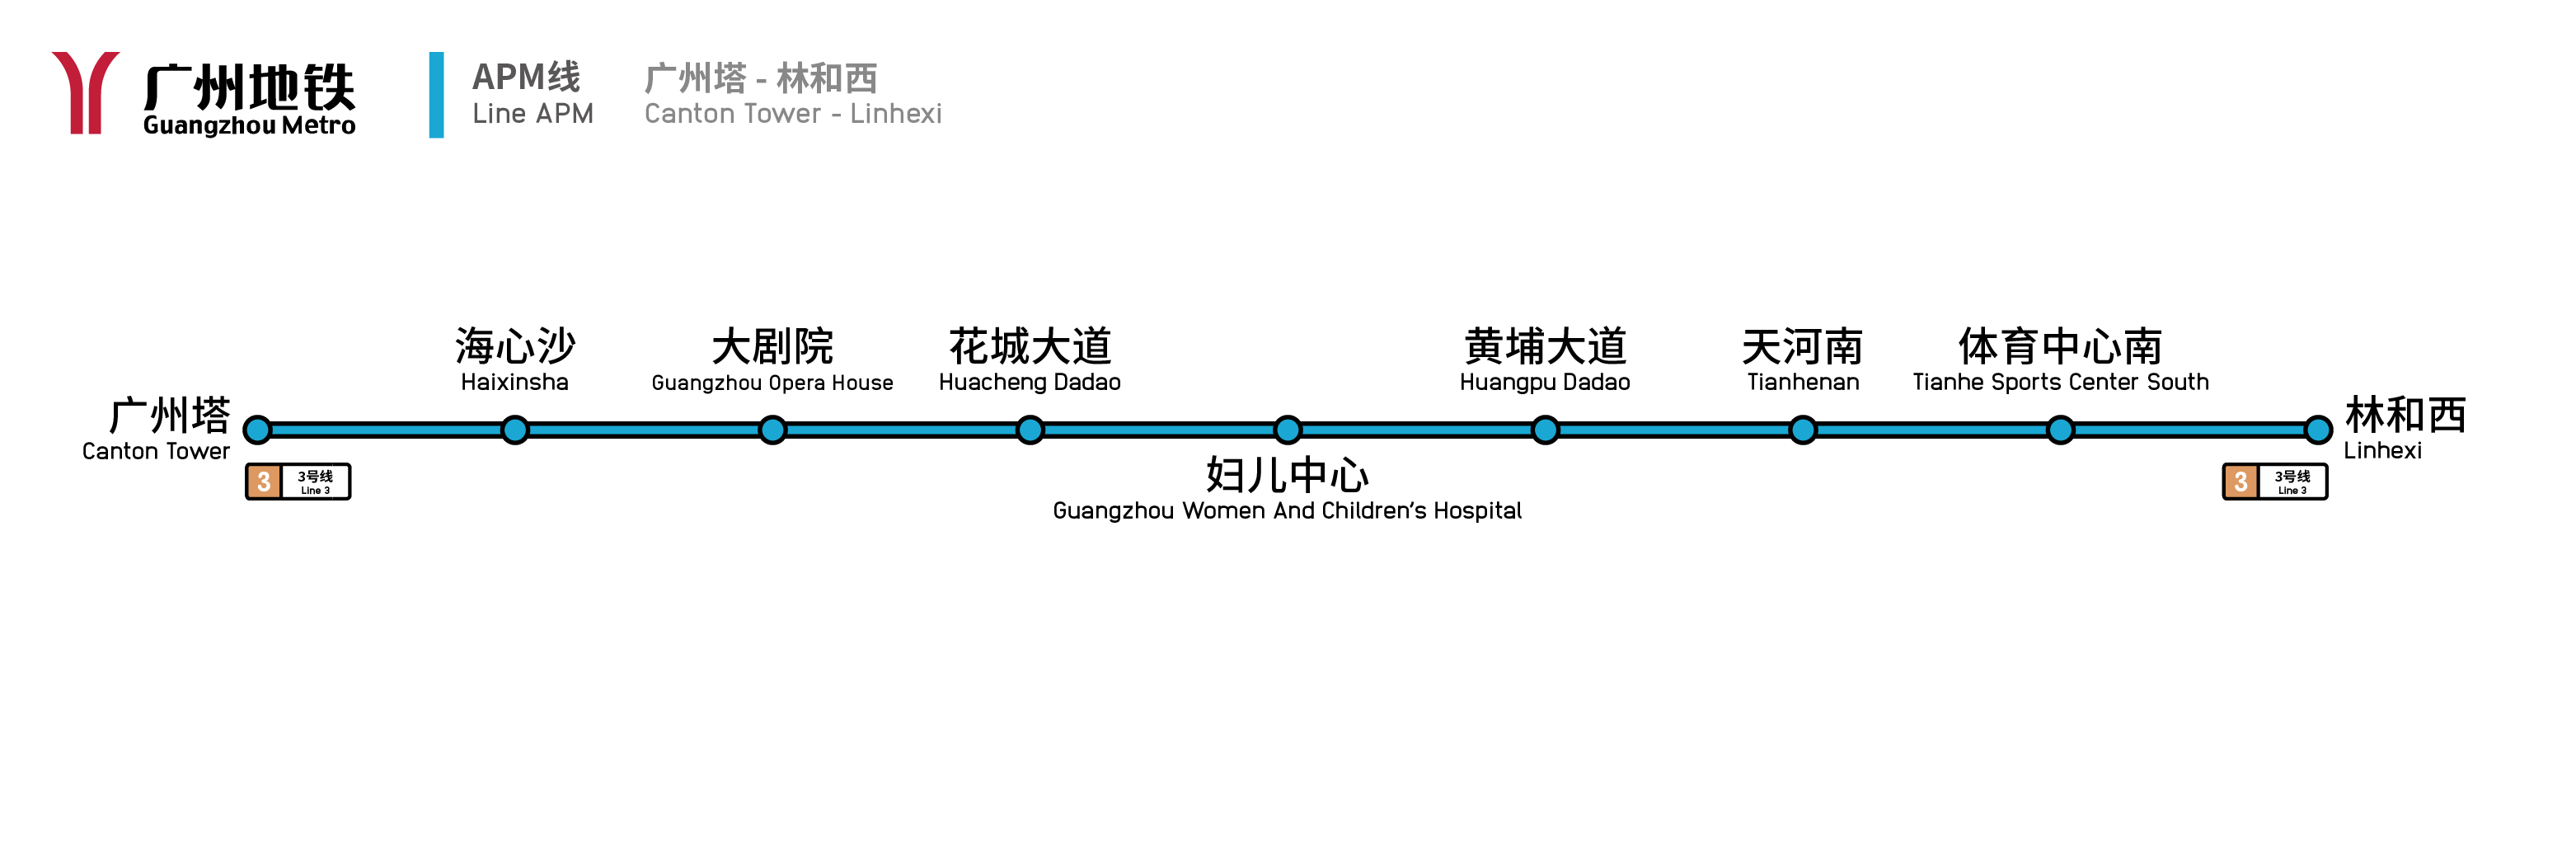 广州地铁
Guangzhou Metro
APM线
Line APM
广州塔 - 林和西
Canton Tower - Linhexi
广州塔
Canton Tower
3
3号线
Line 3
海心沙
Haixinsha
大剧院
Guangzhou Opera House
花城大道
Huacheng Dadao
妇儿中心
Guangzhou Women And Children's Hospital
黄埔大道
Huangpu Dadao
天河南
Tianhenan
体育中心南
Tianhe Sports Center South
林和西
Linhexi
3
3号线
Line 3